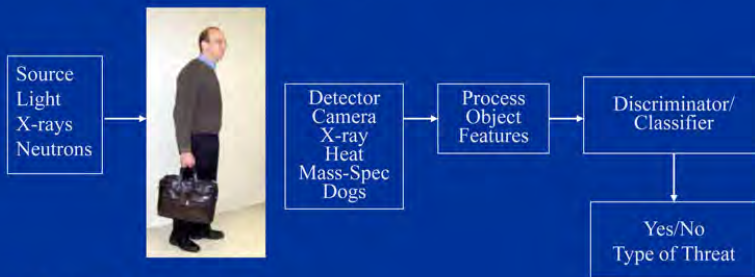 Source
Light
X-rays
Neutrons
Detector
Camera
X-ray
Heat
Mass-Spec
Dogs
Process
Object
Features
Discriminator/
Classifier
Yes/No
Type of Threat